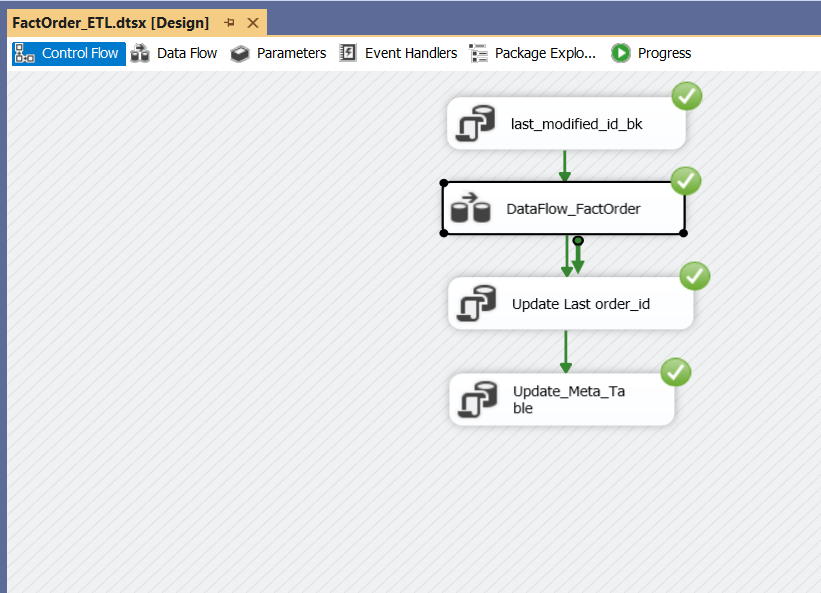 FactOrder_ETL.dtsx [Design]
Control Flow Data Flow Parameters Event Handlers Package Explo... Progress
last_modified_id_bk
DataFlow_FactOrder
Update Last order_id
Update_Meta_Ta
ble